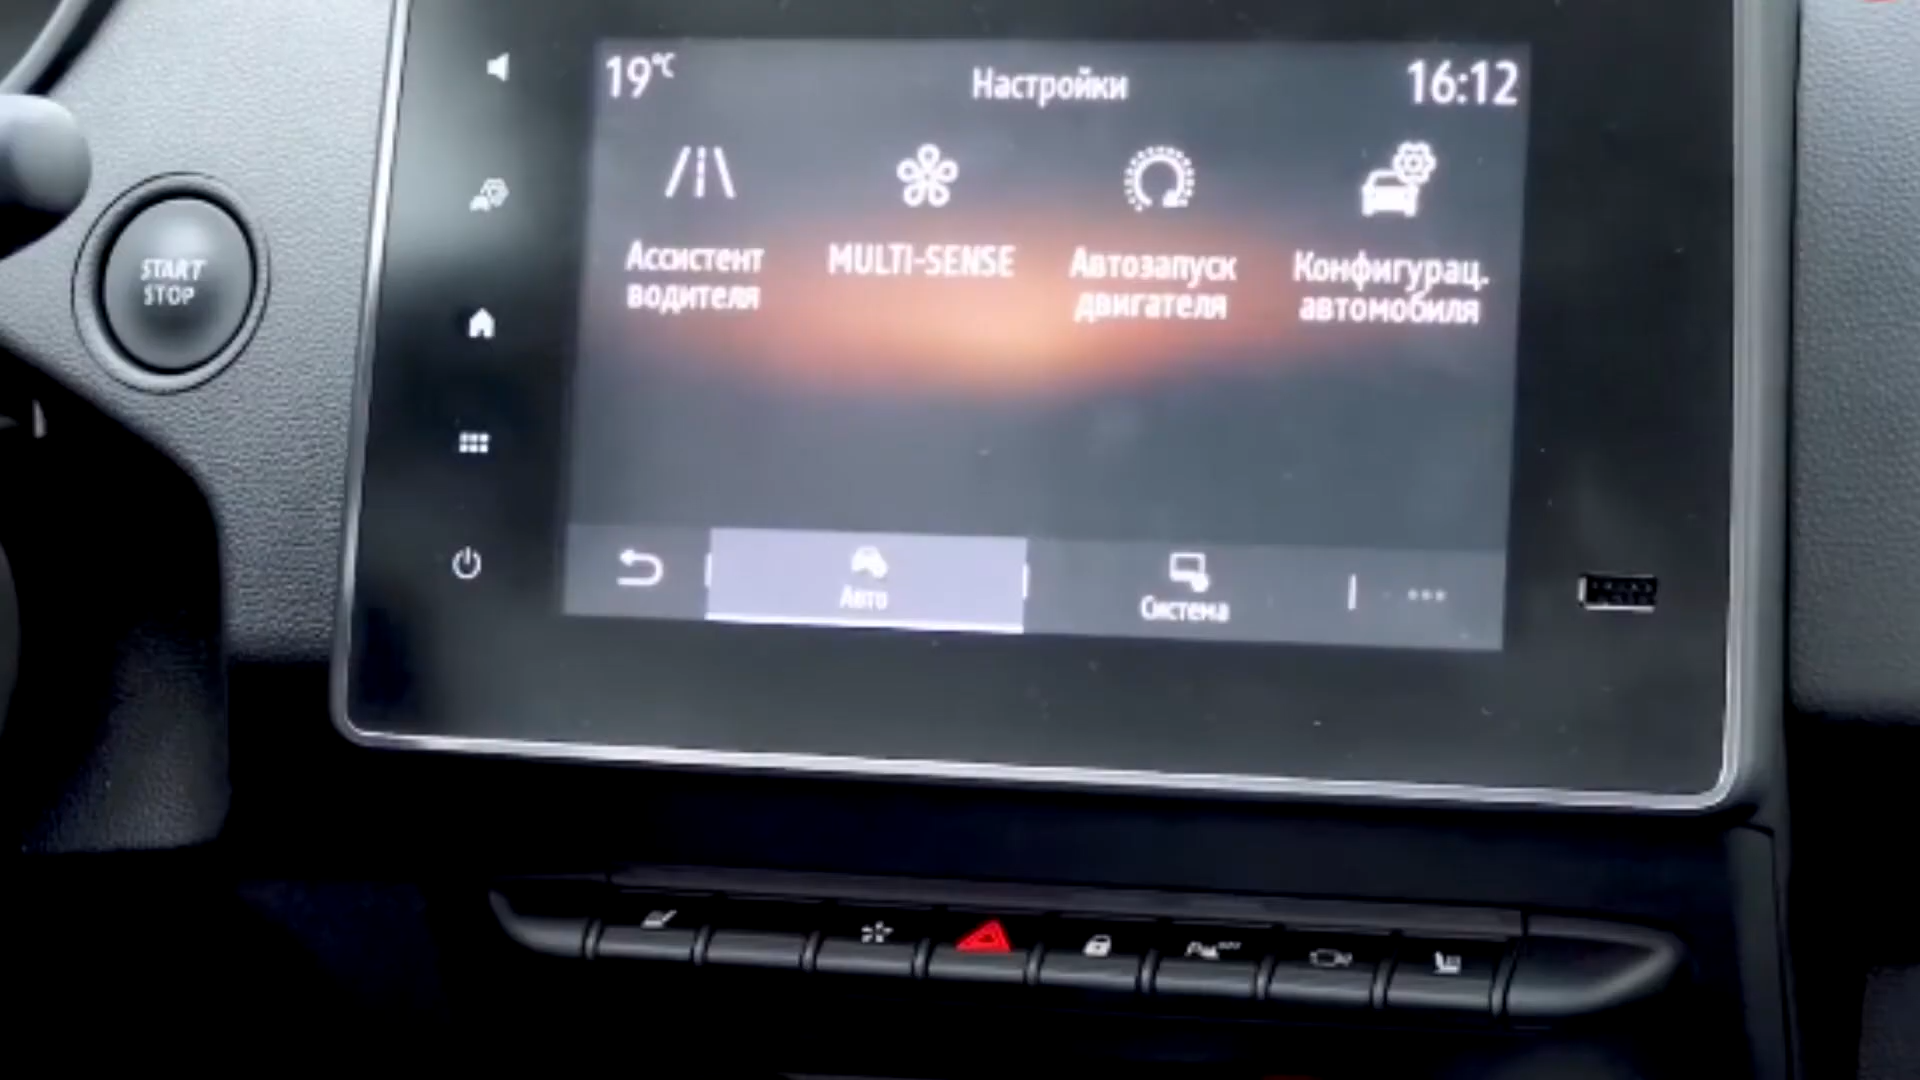 19°C
Настройки
16:12
START
STOP
Ассистент
водителя
MULTI-SENSE
Автозапуск
двигателя
Конфигурац.
автомобиля
Авто
Система